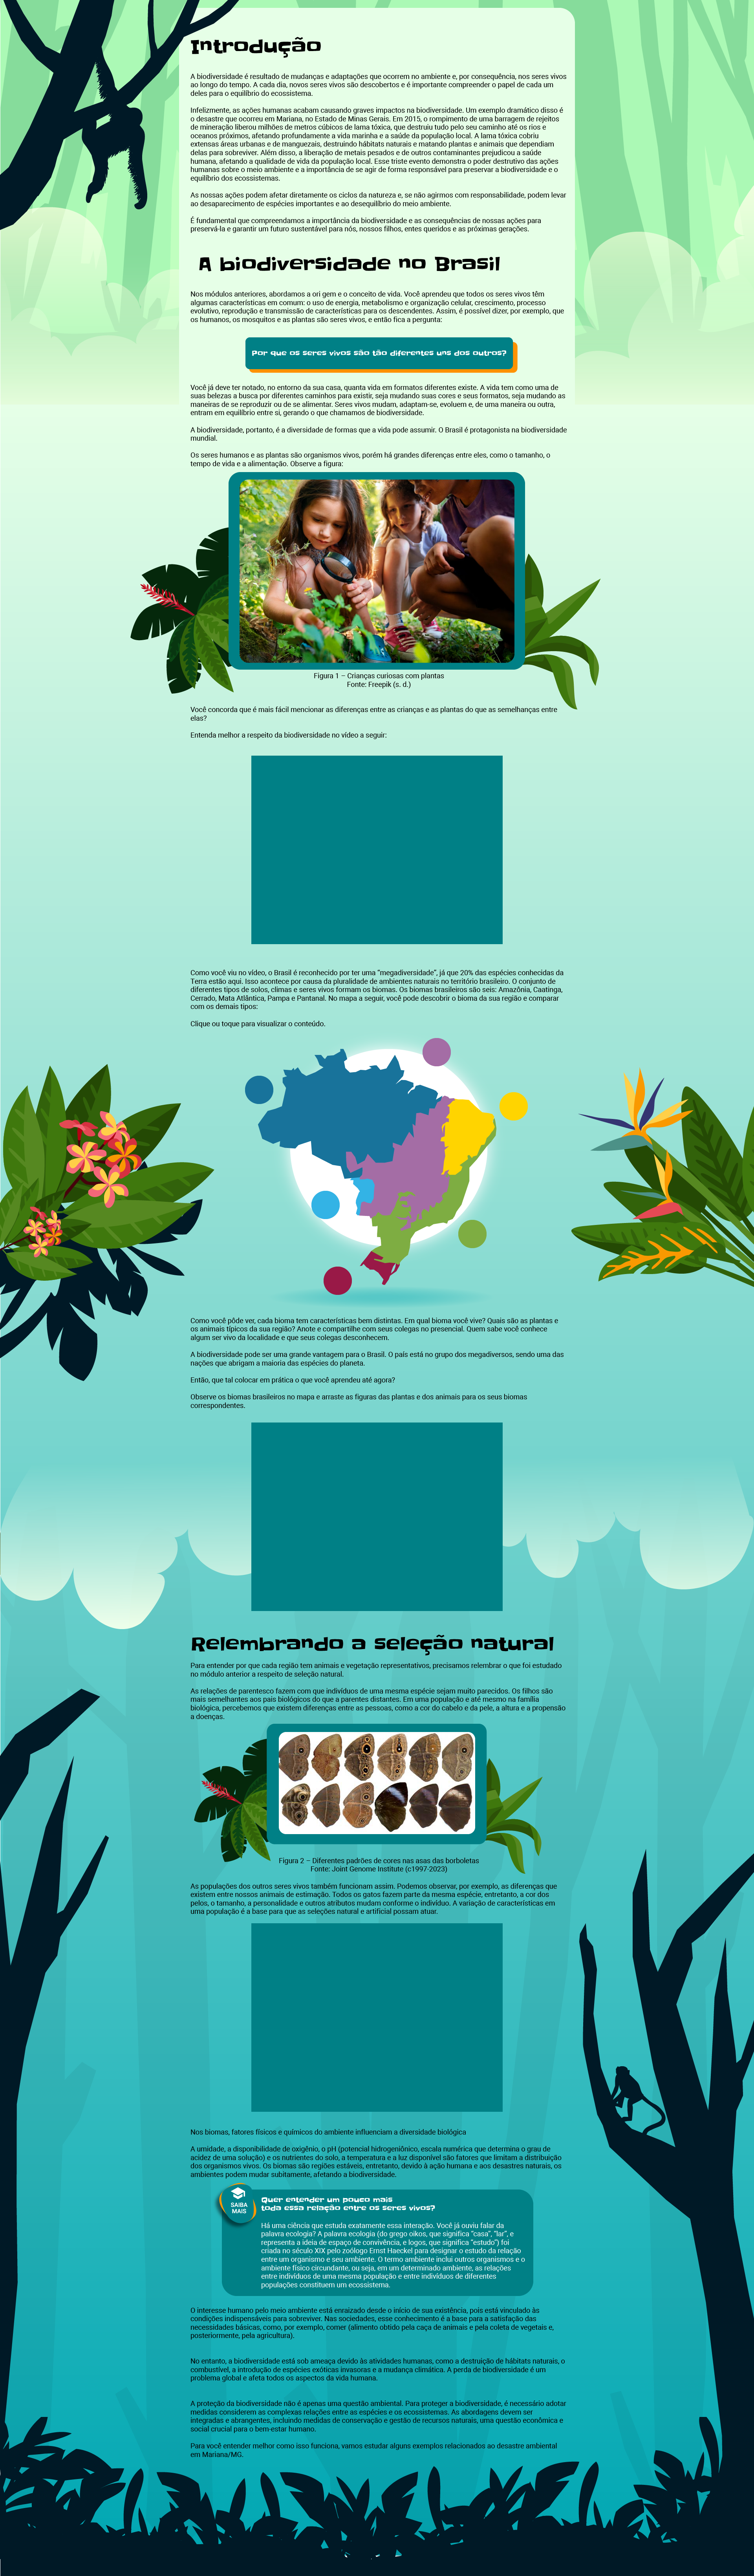 Introdução
A biodiversidade é resultado de mudanças e adaptações que ocorrem no ambiente e, por consequência, nos seres vivos
ao longo do tempo. A cada dia, novos seres vivos são descobertos e é importante compreender o papel de cada um
deles para o equilíbrio do ecossistema.
Infelizmente, as ações humanas acabam causando graves impactos na biodiversidade. Um exemplo dramático disso é
o desastre que ocorreu em Mariana, no Estado de Minas Gerais. Em 2015, o rompimento de uma barragem de rejeitos
de mineração liberou milhões de metros cúbicos de lama tóxica, que destruiu tudo pelo seu caminho até os rios e
oceanos próximos, afetando profundamente a vida marinha e a saúde da população local. A lama tóxica cobriu
extensas áreas urbanas e de manguezais, destruindo hábitats naturais e matando plantas e animais que dependiam
delas para sobreviver. Além disso, a liberação de metais pesados e de outros contaminantes prejudicou a saúde
humana, afetando a qualidade de vida da população local. Esse triste evento demonstra o poder destrutivo das ações
humanas sobre o meio ambiente e a importância de se agir de forma responsável para preservar a biodiversidade e o
equilíbrio dos ecossistemas.
As nossas ações podem afetar diretamente os ciclos da natureza e, se não agirmos com responsabilidade, podem levar
ao desaparecimento de espécies importantes e ao desequilíbrio do meio ambiente.
É fundamental que compreendamos a importância da biodiversidade e as consequências de nossas ações para
preservá-la e garantir um futuro sustentável para nós, nossos filhos, entes queridos e as próximas gerações.
A biodiversidade no Brasil
Nos módulos anteriores, abordamos a ori gem e o conceito de vida. Você aprendeu que todos os seres vivos têm
algumas características em comum: o uso de energia, metabolismo e organização celular, crescimento, processo
evolutivo, reprodução e transmissão de características para os descendentes. Assim, é possível dizer, por exemplo, que
os humanos, os mosquitos e as plantas são seres vivos, e então fica a pergunta:
Por que os seres vivos são tão diferentes uns dos outros?
Você já deve ter notado, no entorno da sua casa, quanta vida em formatos diferentes existe. A vida tem como uma de
suas belezas a busca por diferentes caminhos para existir, seja mudando suas cores e seus formatos, seja mudando as
maneiras de se reproduzir ou de se alimentar. Seres vivos mudam, adaptam-se, evoluem e, de uma maneira ou outra,
entram em equilíbrio entre si, gerando o que chamamos de biodiversidade.
A biodiversidade, portanto, é a diversidade de formas que a vida pode assumir. O Brasil é protagonista na biodiversidade
mundial.
Os seres humanos e as plantas são organismos vivos, porém há grandes diferenças entre eles, como o tamanho, o
tempo de vida e a alimentação. Observe a figura:
Figura 1 – Crianças curiosas com plantas
Fonte: Freepik (s. d.)
Você concorda que é mais fácil mencionar as diferenças entre as crianças e as plantas do que as semelhanças entre
elas?
Entenda melhor a respeito da biodiversidade no vídeo a seguir:
Como você viu no vídeo, o Brasil é reconhecido por ter uma "megadiversidade", já que 20% das espécies conhecidas da
Terra estão aqui. Isso acontece por causa da pluralidade de ambientes naturais no território brasileiro. O conjunto de
diferentes tipos de solos, climas e seres vivos formam os biomas. Os biomas brasileiros são seis: Amazônia, Caatinga,
Cerrado, Mata Atlântica, Pampa e Pantanal. No mapa a seguir, você pode descobrir o bioma da sua região e comparar
com os demais tipos:
Clique ou toque para visualizar o conteúdo.
Como você pôde ver, cada bioma tem características bem distintas. Em qual bioma você vive? Quais são as plantas e
os animais típicos da sua região? Anote e compartilhe com seus colegas no presencial. Quem sabe você conhece
algum ser vivo da localidade e que seus colegas desconhecem.
A biodiversidade pode ser uma grande vantagem para o Brasil. O país está no grupo dos megadiversos, sendo uma das
nações que abrigam a maioria das espécies do planeta.
Então, que tal colocar em prática o que você aprendeu até agora?
Observe os biomas brasileiros no mapa e arraste as figuras das plantas e dos animais para os seus biomas
correspondentes.
Relembrando a seleção natural
Para entender por que cada região tem animais e vegetação representativos, precisamos relembrar o que foi estudado
no módulo anterior a respeito de seleção natural.
As relações de parentesco fazem com que indivíduos de uma mesma espécie sejam muito parecidos. Os filhos são
mais semelhantes aos pais biológicos do que a parentes distantes. Em uma população e até mesmo na família
biológica, percebemos que existem diferenças entre as pessoas, como a cor do cabelo e da pele, a altura e a propensão
a doenças.
Figura 2 – Diferentes padrões de cores nas asas das borboletas
Fonte: Joint Genome Institute (c1997-2023)
As populações dos outros seres vivos também funcionam assim. Podemos observar, por exemplo, as diferenças que
existem entre nossos animais de estimação. Todos os gatos fazem parte da mesma espécie, entretanto, a cor dos
pelos, o tamanho, a personalidade e outros atributos mudam conforme o indivíduo. A variação de características em
uma população é a base para que as seleções natural e artificial possam atuar.
Nos biomas, fatores físicos e químicos do ambiente influenciam a diversidade biológica
A umidade, a disponibilidade de oxigênio, o pH (potencial hidrogeniônico, escala numérica que determina o grau de
acidez de uma solução) e os nutrientes do solo, a temperatura e a luz disponível são fatores que limitam a distribuição
dos organismos vivos. Os biomas são regiões estáveis, entretanto, devido à ação humana e aos desastres naturais, os
ambientes podem mudar subitamente, afetando a biodiversidade.
SAIBA
MAIS
Quer entender um pouco mais
toda essa relação entre os seres vivos?
Há uma ciência que estuda exatamente essa interação. Você já ouviu falar da
palavra ecologia? A palavra ecologia (do grego oikos, que significa "casa", "lar", e
representa a ideia de espaço de convivência, e logos, que significa "estudo") foi
criada no século XIX pelo zoólogo Ernst Haeckel para designar o estudo da relação
entre um organismo e seu ambiente. O termo ambiente inclui outros organismos e o
ambiente físico circundante, ou seja, em um determinado ambiente, as relações
entre indivíduos de uma mesma população e entre indivíduos de diferentes
populações constituem um ecossistema.
O interesse humano pelo meio ambiente está enraizado desde o início de sua existência, pois está vinculado às
condições indispensáveis para sobreviver. Nas sociedades, esse conhecimento é a base para a satisfação das
necessidades básicas, como, por exemplo, comer (alimento obtido pela caça de animais e pela coleta de vegetais e,
posteriormente, pela agricultura).
No entanto, a biodiversidade está sob ameaça devido às atividades humanas, como a destruição de hábitats naturais, o
combustível, a introdução de espécies exóticas invasoras e a mudança climática. A perda de biodiversidade é um
problema global e afeta todos os aspectos da vida humana.
A proteção da biodiversidade não é apenas uma questão ambiental. Para proteger a biodiversidade, é necessário adotar
medidas considerem as complexas relações entre as espécies e os ecossistemas. As abordagens devem ser
integradas e abrangentes, incluindo medidas de conservação e gestão de recursos naturais, uma questão econômica e
social crucial para o bem-estar humano.
Para você entender melhor como isso funciona, vamos estudar alguns exemplos relacionados ao desastre ambiental
em Mariana/MG.